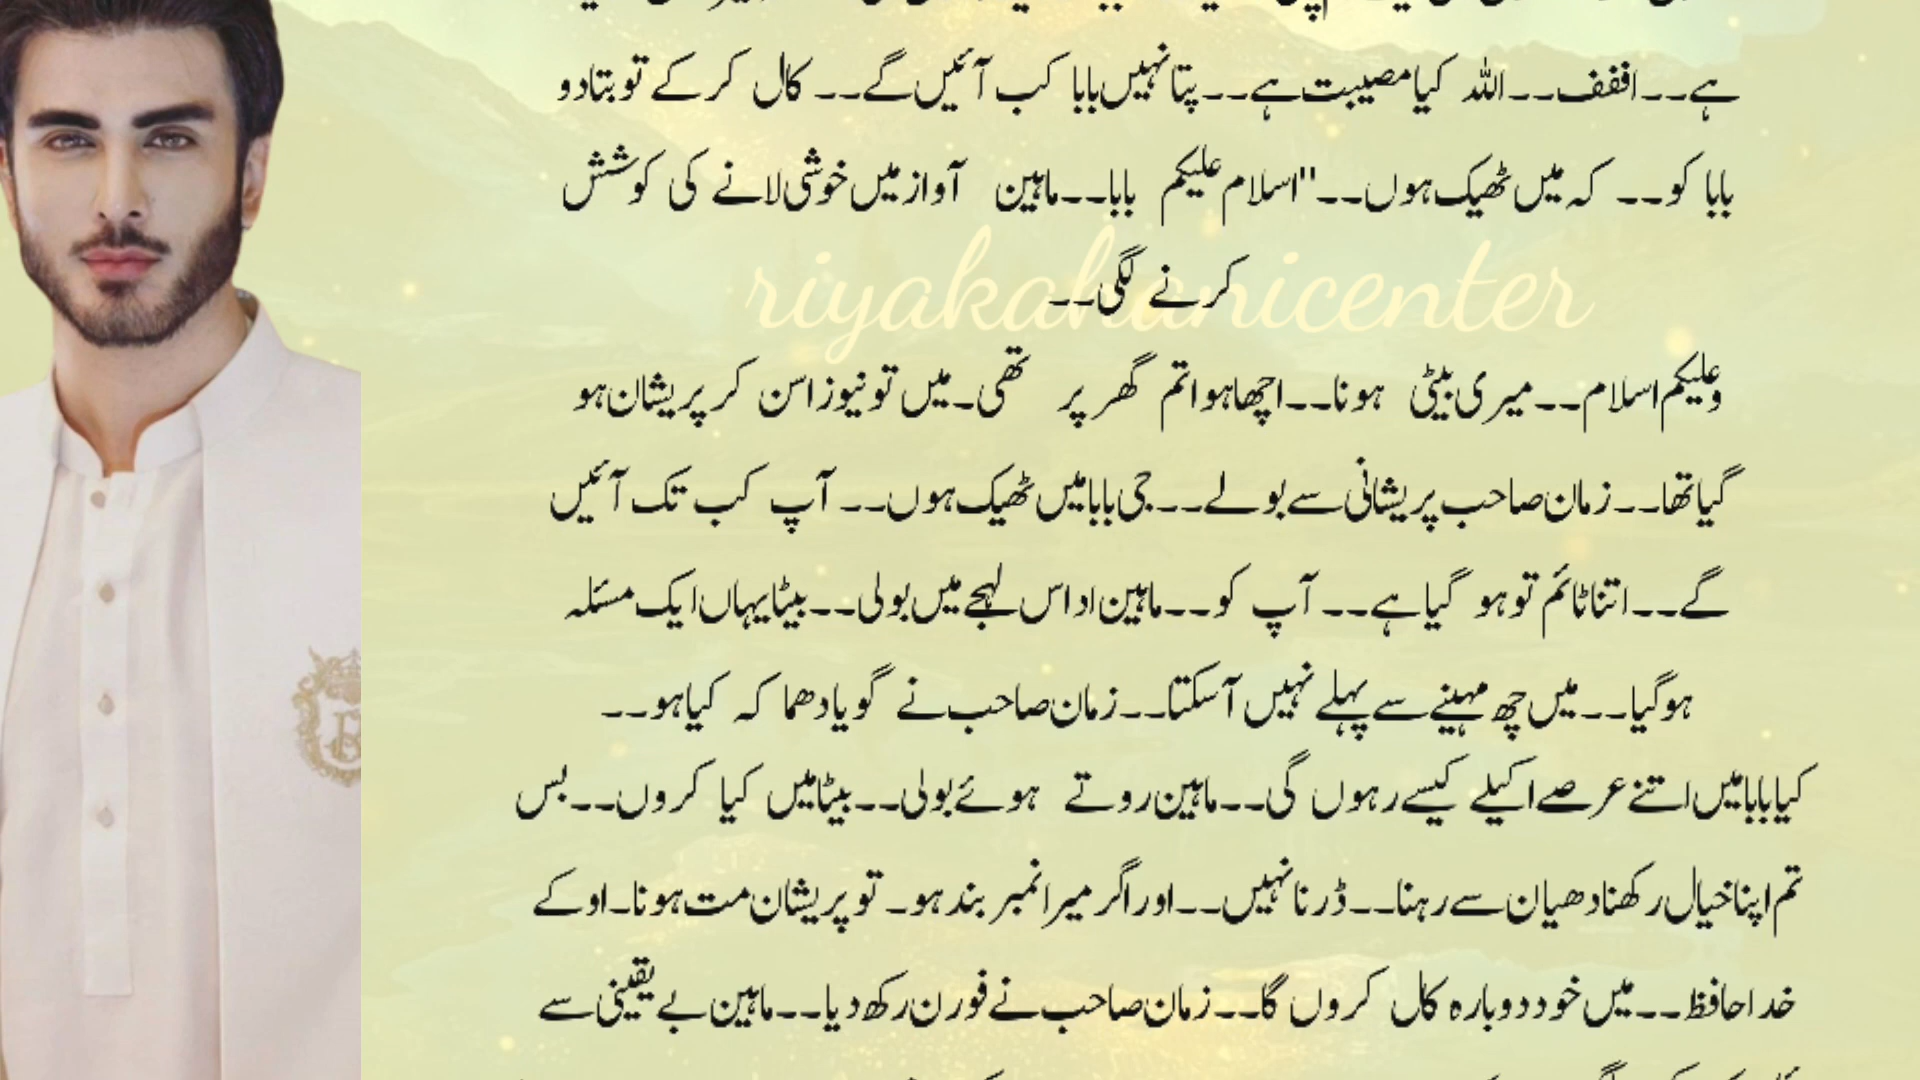 ہے۔۔اففف۔۔اللہ کیا مصیبت ہے۔۔پتا نہیں بابا کب آئیں گے۔۔ کال کر کے تو بتا دو
بابا کو۔۔ کہ میں ٹھیک ہوں۔۔"اسلام علیکم بابا۔۔ماہین آواز میں خوشی لانے کی کوشش
کرنے لگی۔۔
riyakahanicenter
وعلیکم اسلام۔۔میری بیٹی ہونا۔۔اچھا ہوا تم گھر پر تھی۔میں تو نیوز اسن کر پریشان ہو
گیا تھا۔۔زمان صاحب پریشانی سے بولے۔۔جی بابا میں ٹھیک ہوں۔۔ آپ کب تک آئیں
گے۔۔اتنا ٹائم تو ہو گیا ہے۔۔ آپ کو۔۔ماہین اداس لہجے میں بولی۔۔بیٹا یہاں ایک مسئلہ
ہو گیا۔۔میں چھ مہینے سے پہلے نہیں آسکتا۔۔زمان صاحب نے گویا دھما کہ کیا ہو۔۔
کیا بابا میں اتنے عرصے اکیلے کیسے رہوں گی۔۔ماہین روتے ہوئے بولی۔۔بیٹا میں کیا کروں۔۔بس
تم اپنا خیال رکھنا دھیان سے رہنا۔۔ڈرنا نہیں۔۔اور اگر میرا نمبر بند ہو۔ تو پریشان مت ہونا۔اوکے
خدا حافظ۔۔میں خود دوبارہ کال کروں گا۔۔زمان صاحب نے فورن رکھ دیا۔۔ماہین بے یقینی سے